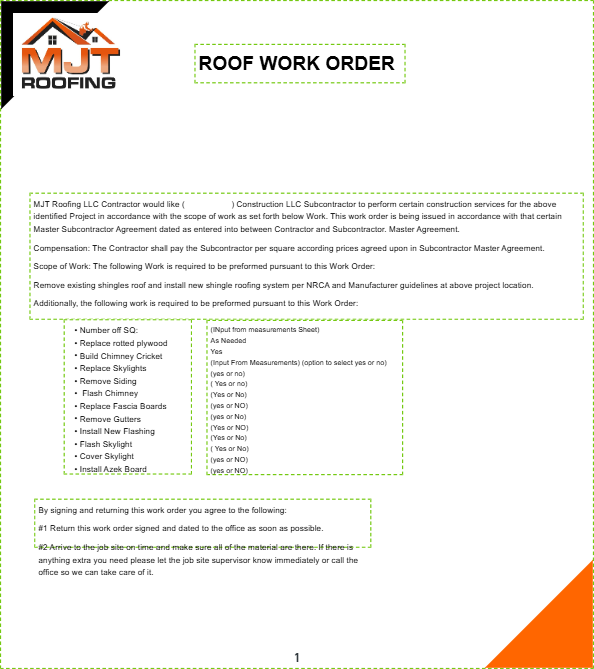 MJT
ROOFING
ROOF WORK ORDER
MJT Roofing LLC Contractor would like ( ) Construction LLC Subcontractor to perform certain construction services for the above
identified Project in accordance with the scope of work as set forth below Work. This work order is being issued in accordance with that certain
Master Subcontractor Agreement dated as entered into between Contractor and Subcontractor. Master Agreement.
Compensation: The Contractor shall pay the Subcontractor per square according prices agreed upon in Subcontractor Master Agreement.
Scope of Work: The following Work is required to be preformed pursuant to this Work Order:
Remove existing shingles roof and install new shingle roofing system per NRCA and Manufacturer guidelines at above project location.
Additionally, the following work is required to be preformed pursuant to this Work Order:
• Number off SQ:
• Replace rotted plywood
• Build Chimney Cricket
• Replace Skylights
• Remove Siding
• Flash Chimney
• Replace Fascia Boards
• Remove Gutters
• Install New Flashing
• Flash Skylight
• Cover Skylight
• Install Azek Board
(INput from measurements Sheet)
As Needed
Yes
(Input From Measurements) (option to select yes or no)
(yes or no)
( Yes or no)
(Yes or No)
(yes or NO)
(yes or No)
(Yes or NO)
(Yes or No)
( Yes or No)
(yes or NO)
(yes or NO)
By signing and returning this work order you agree to the following:
#1 Return this work order signed and dated to the office as soon as possible.
#2 Arrive to the job site on time and make sure all of the material are there. If there is
anything extra you need please let the job site supervisor know immediately or call the
office so we can take care of it.
1